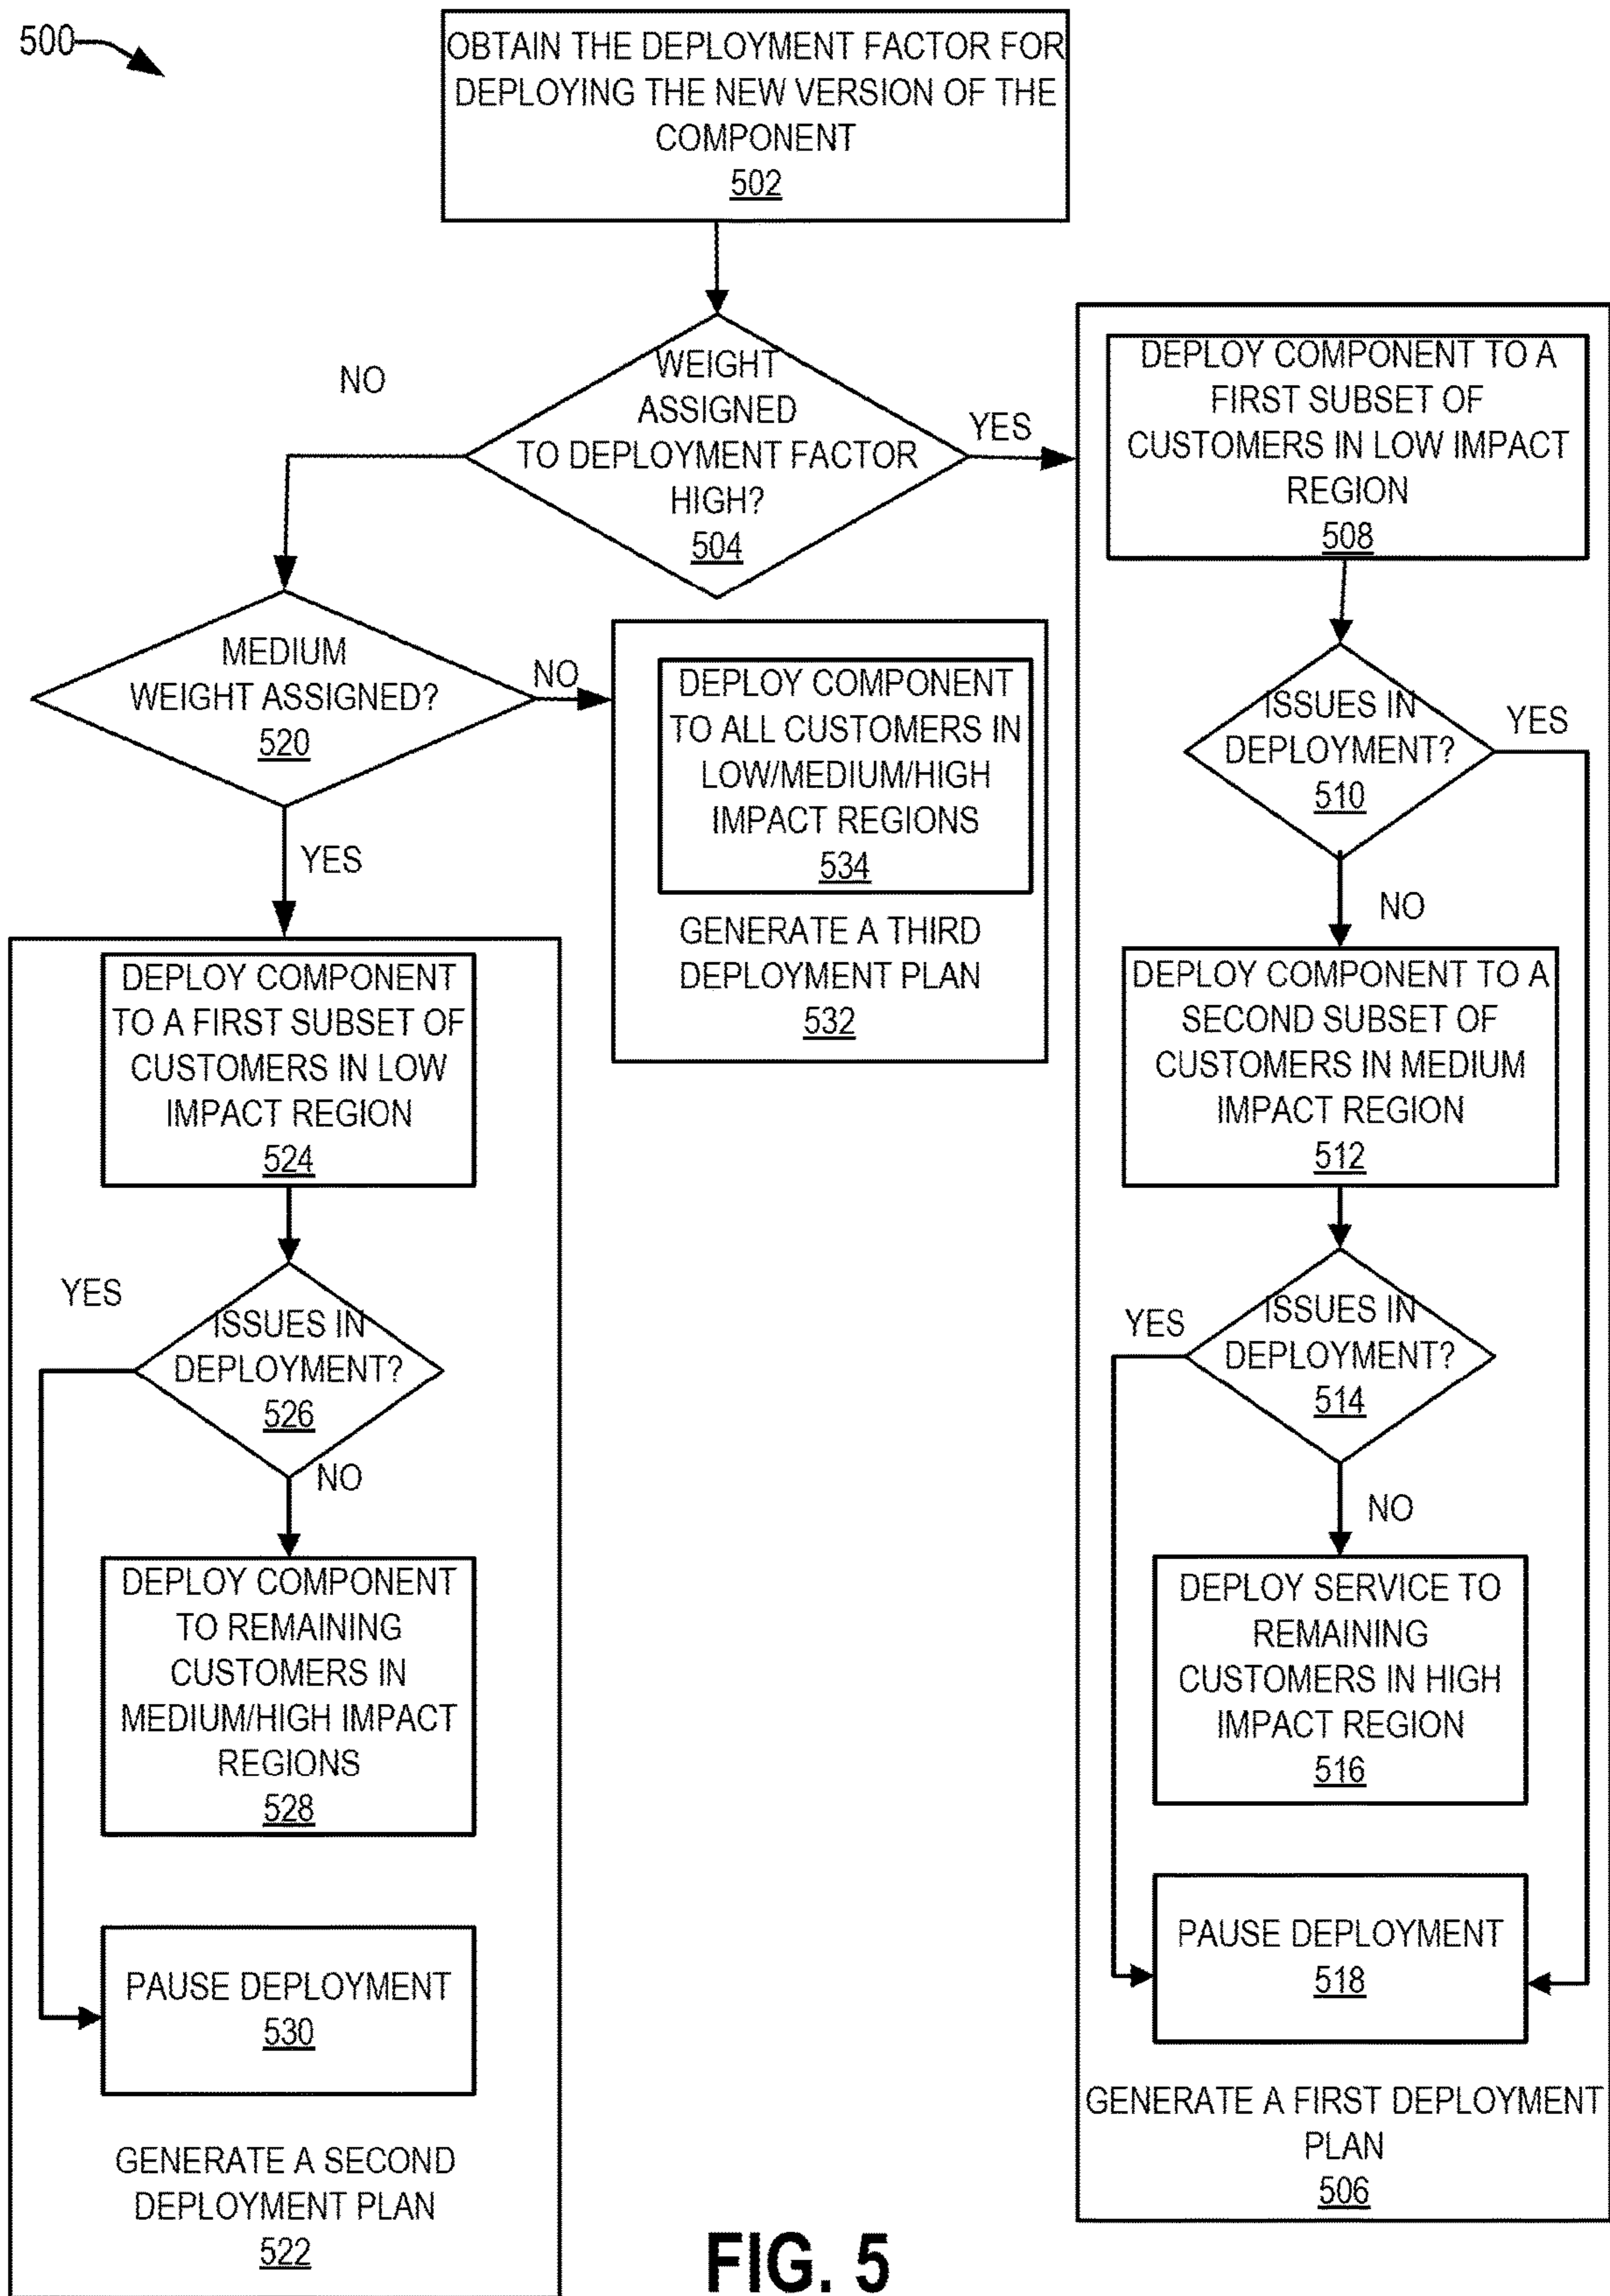 500
OBTAIN THE DEPLOYMENT FACTOR FOR
DEPLOYING THE NEW VERSION OF THE
COMPONENT
502
WEIGHT
ASSIGNED
TO DEPLOYMENT FACTOR
HIGH?
504
NO
YES
MEDIUM
WEIGHT ASSIGNED?
520
NO
YES
DEPLOY COMPONENT
TO ALL CUSTOMERS IN
LOW/MEDIUM/HIGH
IMPACT REGIONS
534
GENERATE A THIRD
DEPLOYMENT PLAN
532
DEPLOY COMPONENT
TO A FIRST SUBSET OF
CUSTOMERS IN LOW
IMPACT REGION
524
ISSUES IN
DEPLOYMENT?
526
YES
NO
DEPLOY COMPONENT
TO REMAINING
CUSTOMERS IN
MEDIUM/HIGH IMPACT
REGIONS
528
PAUSE DEPLOYMENT
530
GENERATE A SECOND
DEPLOYMENT PLAN
522
DEPLOY COMPONENT TO A
FIRST SUBSET OF
CUSTOMERS IN LOW IMPACT
REGION
508
ISSUES IN
DEPLOYMENT?
510
YES
NO
DEPLOY COMPONENT TO A
SECOND SUBSET OF
CUSTOMERS IN MEDIUM
IMPACT REGION
512
ISSUES IN
DEPLOYMENT?
514
YES
NO
DEPLOY SERVICE TO
REMAINING
CUSTOMERS IN HIGH
IMPACT REGION
516
PAUSE DEPLOYMENT
518
GENERATE A FIRST DEPLOYMENT
PLAN
506
FIG. 5